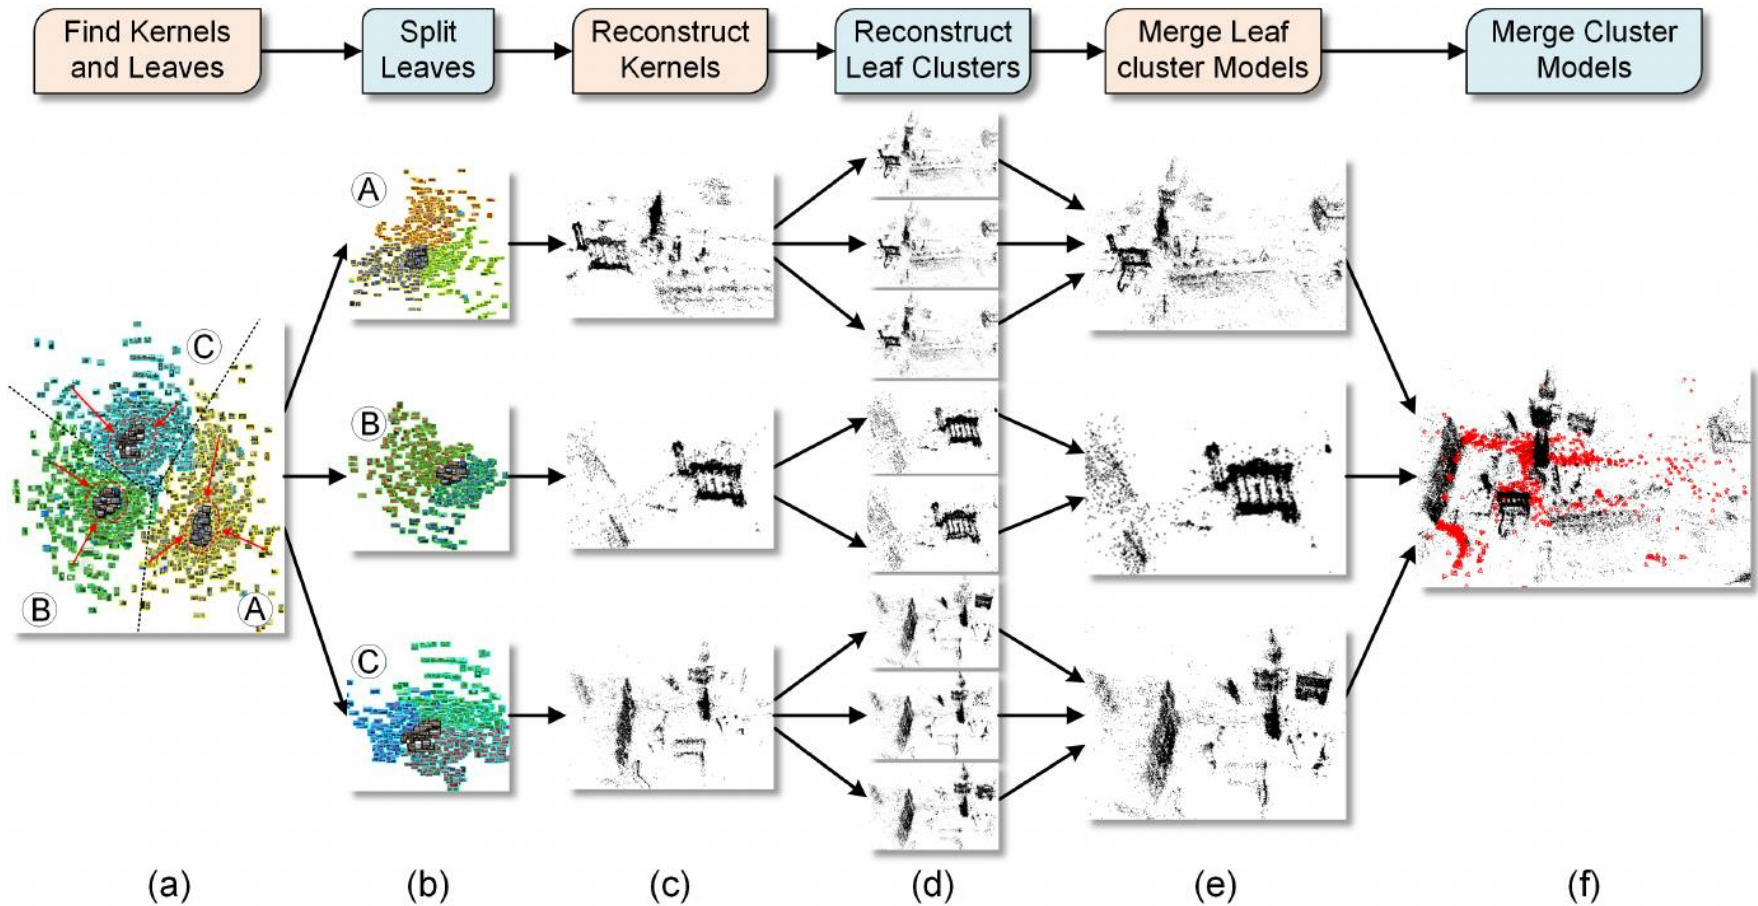 Find Kernels
and Leaves
Split
Leaves
Reconstruct
Kernels
Reconstruct
Leaf Clusters
Merge Leaf
cluster Models
Merge Cluster
Models
A
C
B
B
A
C
(a)
(b)
(c)
(d)
(e)
(f)